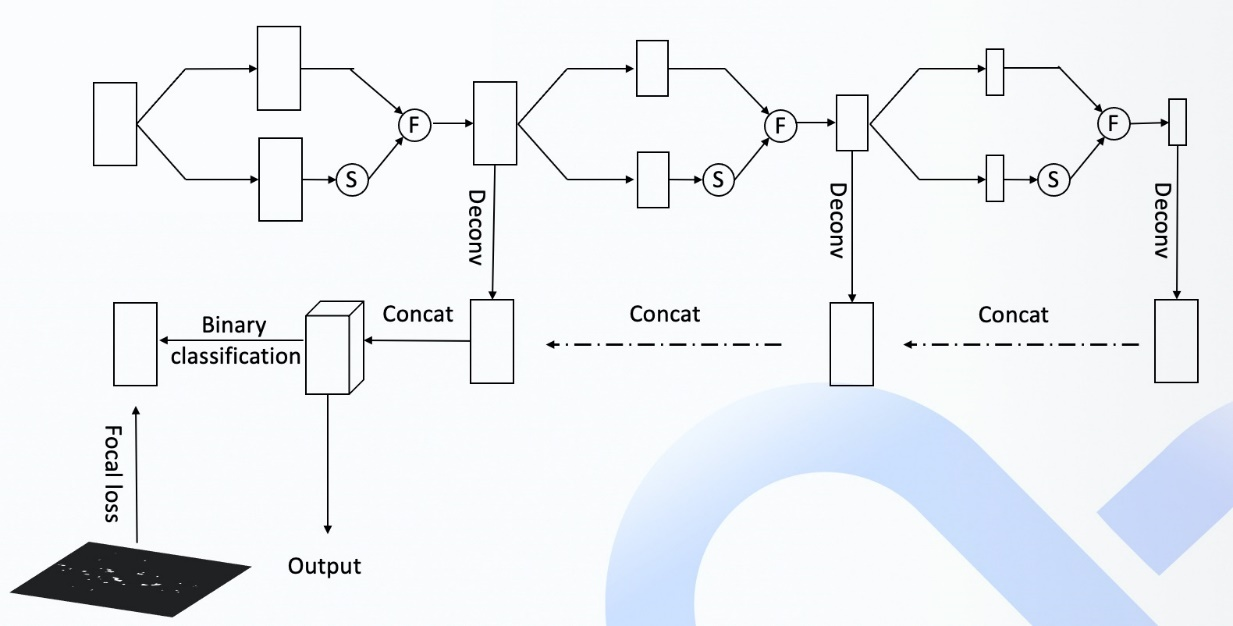 F
F
F
S
S
S
Deconv
Deconv
Deconv
Binary
classification
Concat
Concat
Concat
Focal loss
Output